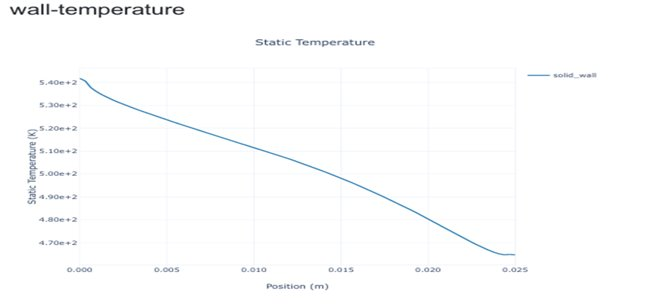 wall-temperature
Static Temperature
solid_wall
5.40e+2
5.30e+2
5.20e+2
5.10e+2
5.00e+2
4.90e+2
4.80e+2
4.70e+2
Static Temperature (K)
0.000 0.005 0.010 0.015 0.020 0.025
Position (m)